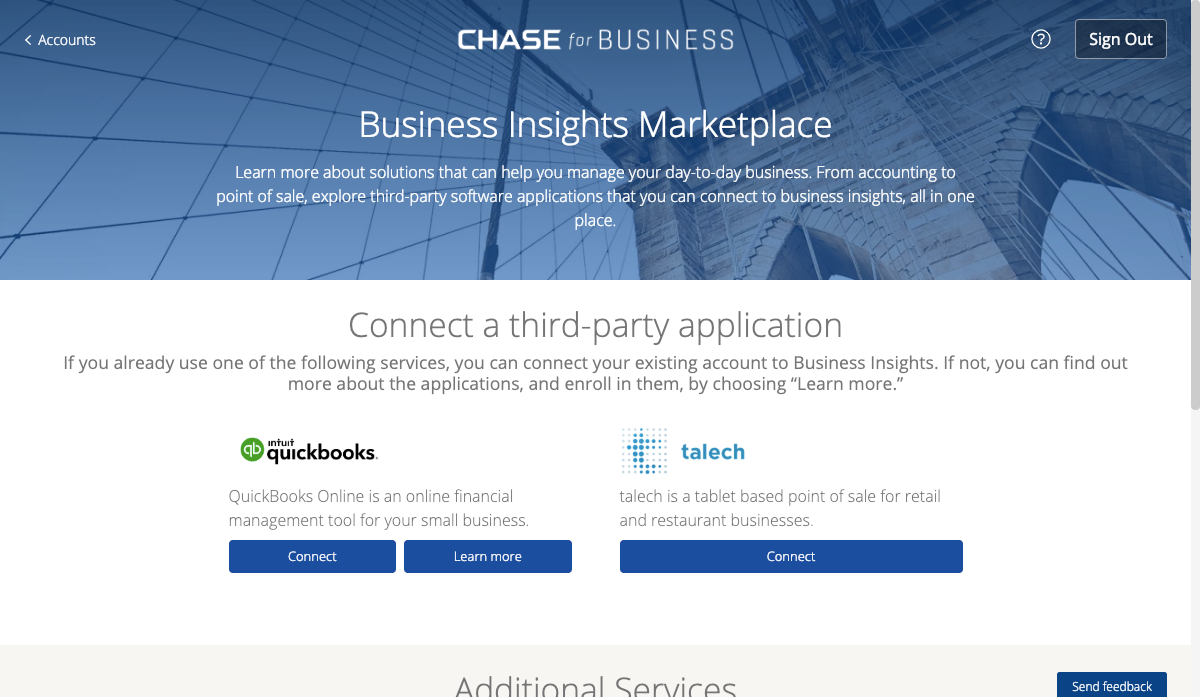 Accounts
CHASE for BUSINESS
?
Sign Out
Business Insights Marketplace
Learn more about solutions that can help you manage your day-to-day business. From accounting to
point of sale, explore third-party software applications that you can connect to business insights, all in one
place.
Connect a third-party application
If you already use one of the following services, you can connect your existing account to Business Insights. If not, you can find out
more about the applications, and enroll in them, by choosing “Learn more.”
qb
intuit
quickbooks.
talech
QuickBooks Online is an online financial
management tool for your small business.
talech is a tablet based point of sale for retail
and restaurant businesses.
Connect
Learn more
Connect
Additional Services
Send feedback